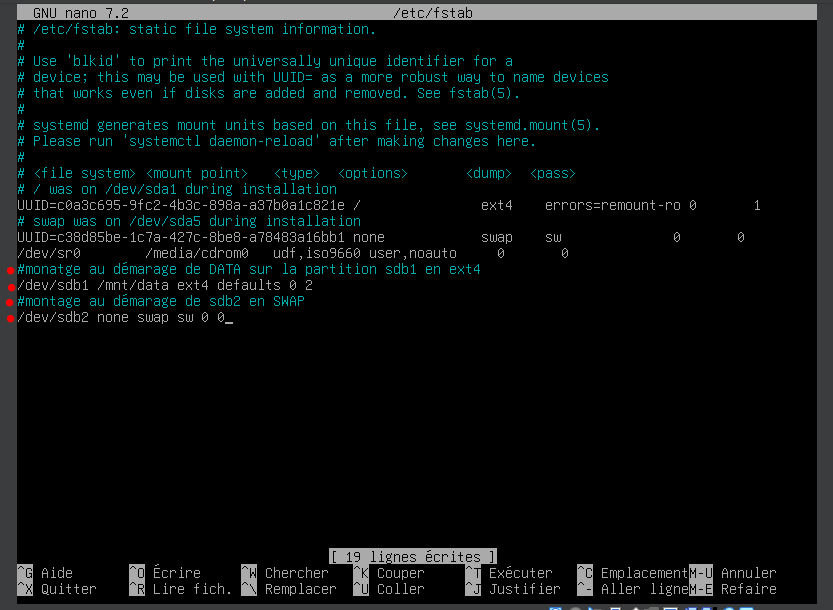 GNU nano 7.2 /etc/fstab
# /etc/fstab: static file system information.
#
# Use 'blkid' to print the universally unique identifier for a
# device; this may be used with UUID= as a more robust way to name devices
# that works even if disks are added and removed. See fstab(5).
#
# systemd generates mount units based on this file, see systemd.mount(5).
# Please run 'systemctl daemon-reload' after making changes here.
#
# <file system> <mount point>   <type>  <options>       <dump>  <pass>
# / was on /dev/sda1 during installation
UUID=c0a3c695-9fc2-4b3c-898a-a37b0a1c821e /               ext4    errors=remount-ro 0       1
# swap was on /dev/sda5 during installation
UUID=c38d85be-1c7a-427c-8be8-a78483a16bb1 none            swap    sw              0       0
/dev/sr0        /media/cdrom0   udf,iso9660 user,noauto     0       0
#monatge au démarage de DATA sur la partition sdb1 en ext4
/dev/sdb1 /mnt/data ext4 defaults 0 2
#montage au démarage de sdb2 en SWAP
/dev/sdb2 none swap sw 0 0_
[ 19 lignes écrites ]
^G Aide ^O Écrire ^W Chercher ^K Couper ^T Exécuter ^C Emplacement M-U Annuler
^X Quitter ^R Lire fich. ^\ Remplacer ^U Coller ^J Justifier ^- Aller ligne M-E Refaire